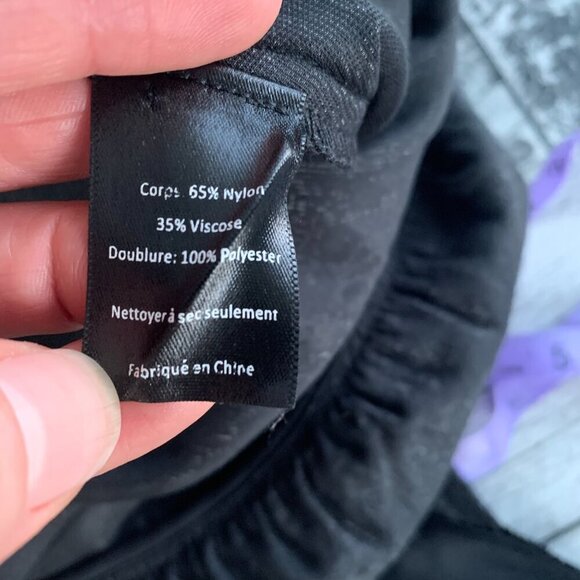 Corps 65% Nylon
35% Viscose
Doublure: 100% Polyester
Nettoyer à sec seulement
Fabriqué en Chine